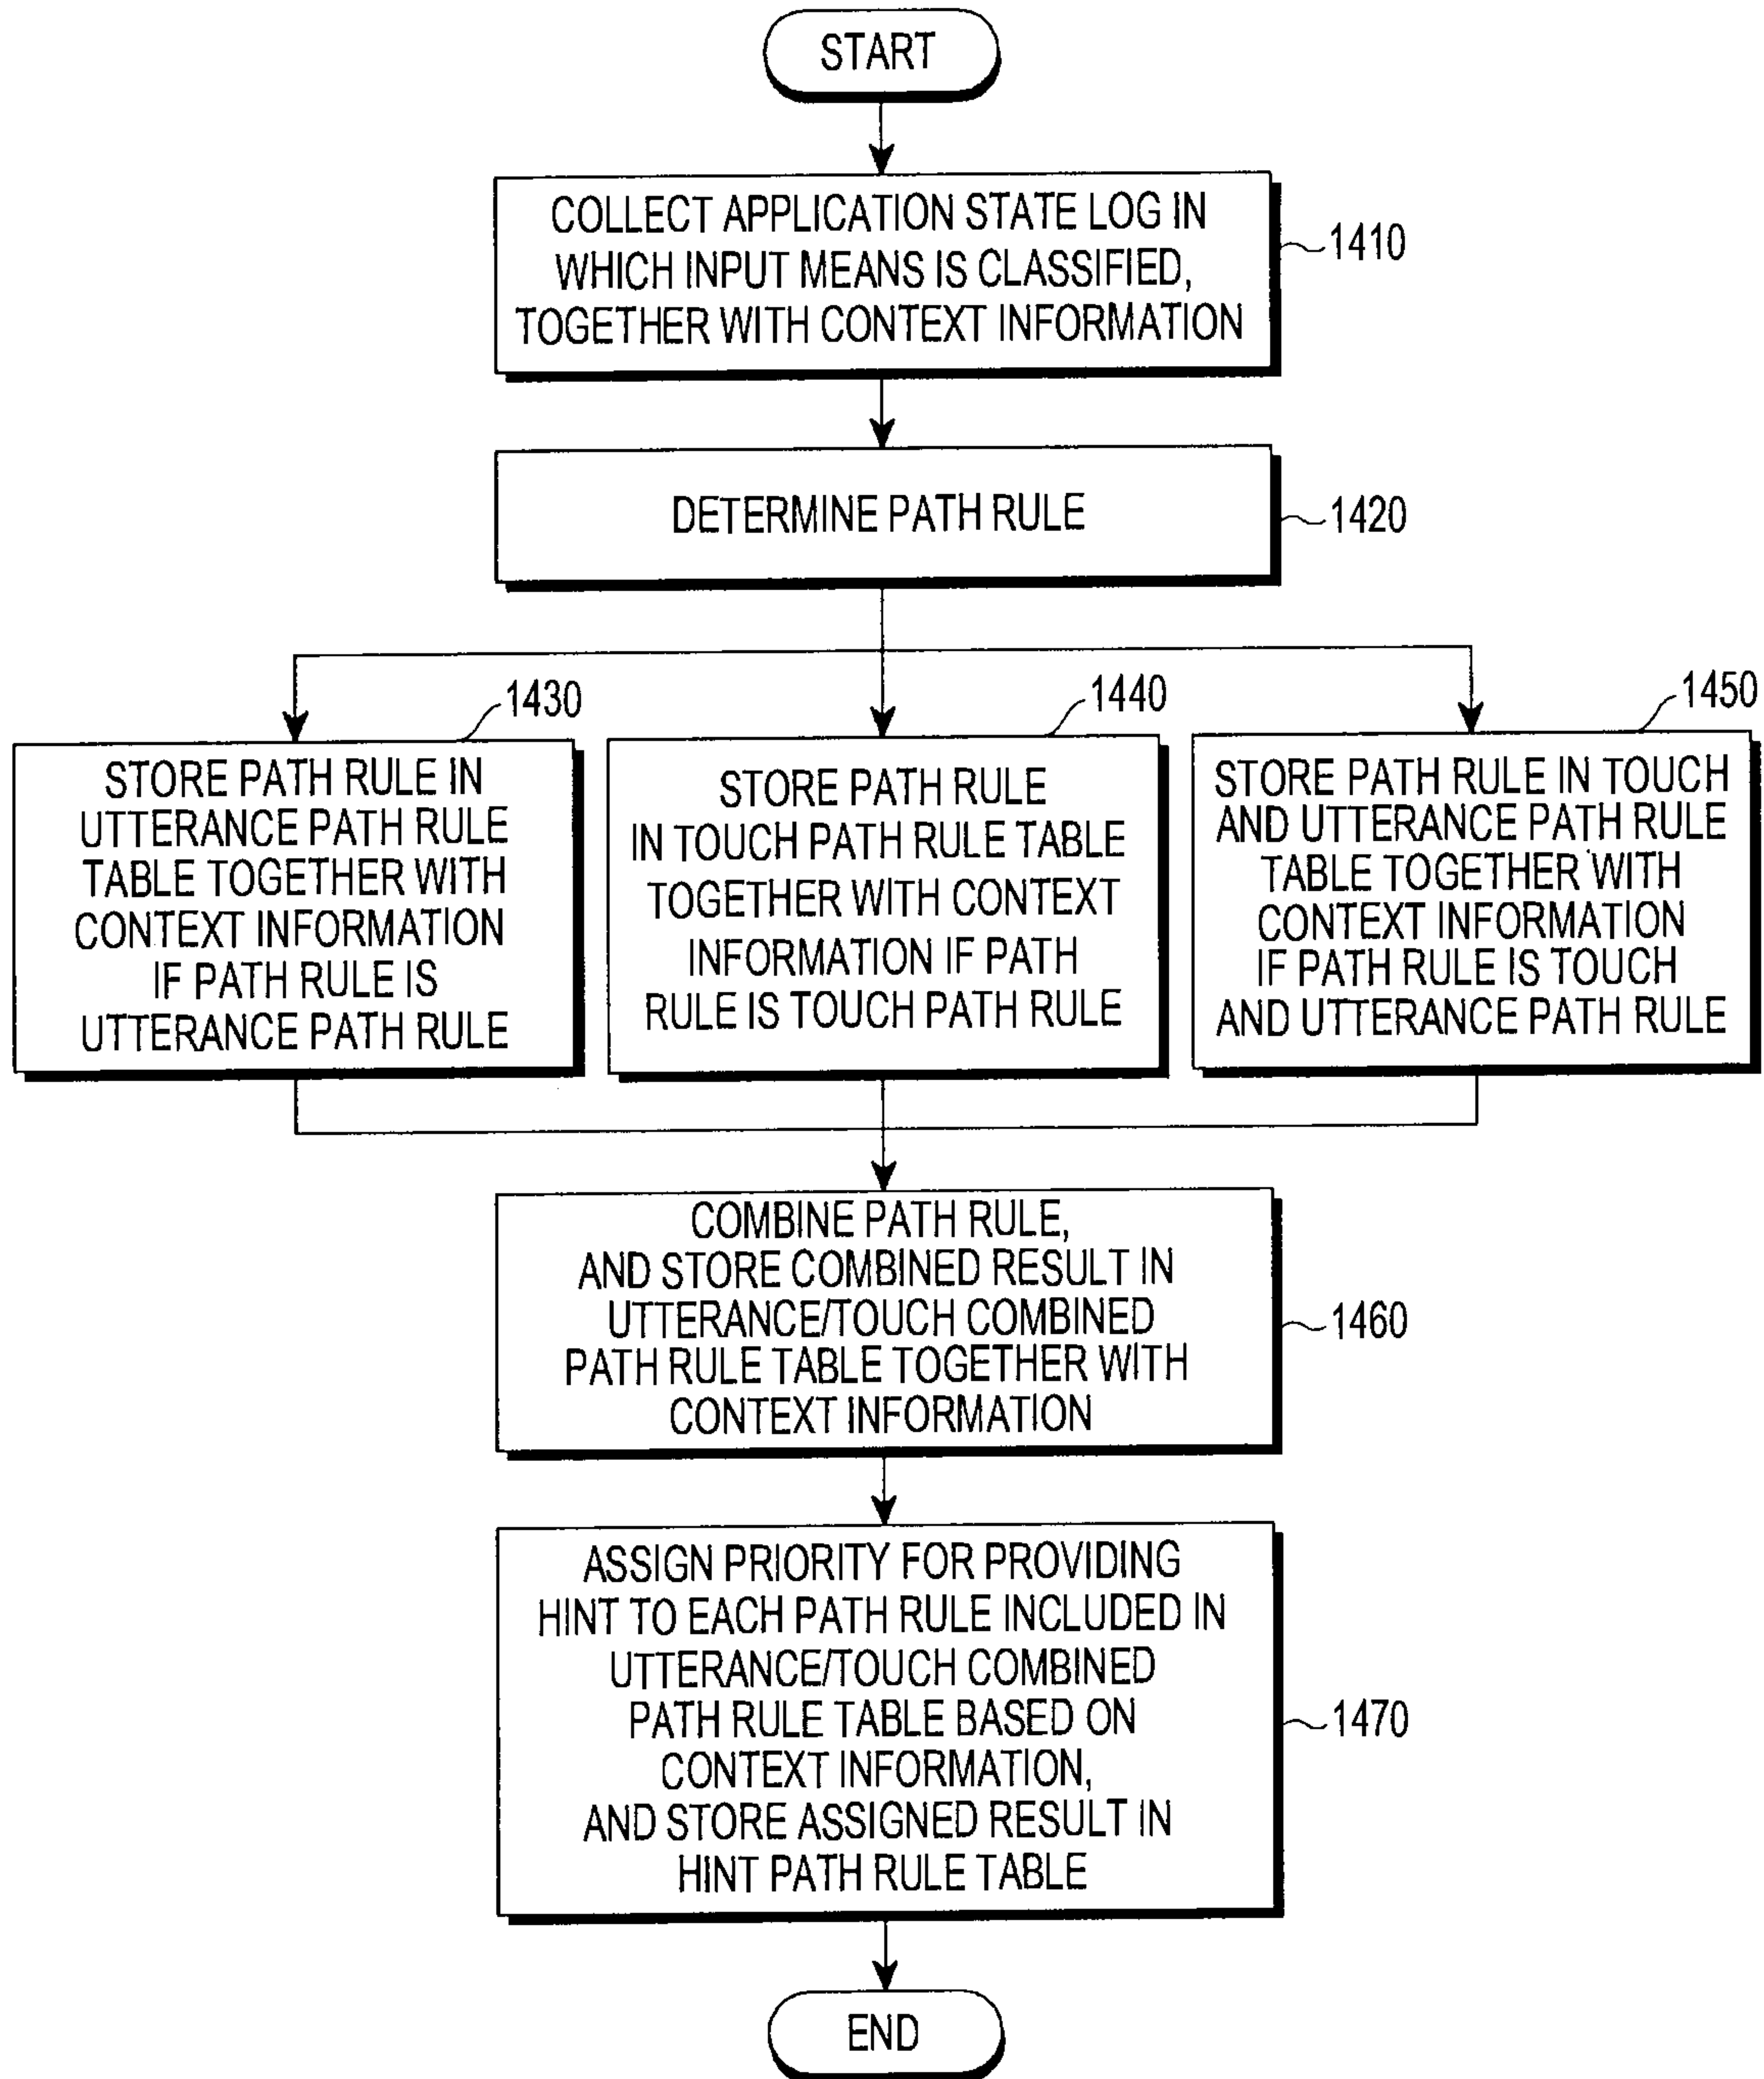 START
COLLECT APPLICATION STATE LOG IN
WHICH INPUT MEANS IS CLASSIFIED,
TOGETHER WITH CONTEXT INFORMATION
1410
DETERMINE PATH RULE
1420
1430
STORE PATH RULE IN
UTTERANCE PATH RULE
TABLE TOGETHER WITH
CONTEXT INFORMATION
IF PATH RULE IS
UTTERANCE PATH RULE
1440
STORE PATH RULE
IN TOUCH PATH RULE TABLE
TOGETHER WITH CONTEXT
INFORMATION IF PATH
RULE IS TOUCH PATH RULE
1450
STORE PATH RULE IN TOUCH
AND UTTERANCE PATH RULE
TABLE TOGETHER WITH
CONTEXT INFORMATION
IF PATH RULE IS TOUCH
AND UTTERANCE PATH RULE
COMBINE PATH RULE,
AND STORE COMBINED RESULT IN
UTTERANCE/TOUCH COMBINED
PATH RULE TABLE TOGETHER WITH
CONTEXT INFORMATION
1460
ASSIGN PRIORITY FOR PROVIDING
HINT TO EACH PATH RULE INCLUDED IN
UTTERANCE/TOUCH COMBINED
PATH RULE TABLE BASED ON
CONTEXT INFORMATION,
AND STORE ASSIGNED RESULT IN
HINT PATH RULE TABLE
1470
END